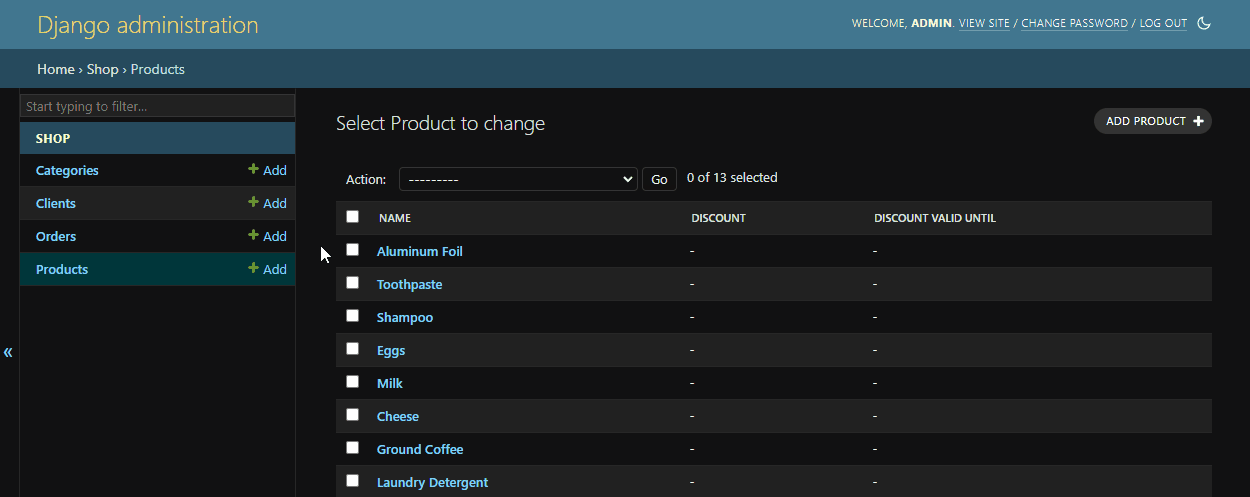 Django administration
WELCOME, ADMIN. VIEW SITE / CHANGE PASSWORD / LOG OUT
Home › Shop › Products
Start typing to filter...
SHOP
Categories + Add
Clients + Add
Orders + Add
Products + Add
«
Select Product to change
ADD PRODUCT +
Action: --------- Go 0 of 13 selected
NAME DISCOUNT DISCOUNT VALID UNTIL
Aluminum Foil - -
Toothpaste - -
Shampoo - -
Eggs - -
Milk - -
Cheese - -
Ground Coffee - -
Laundry Detergent - -